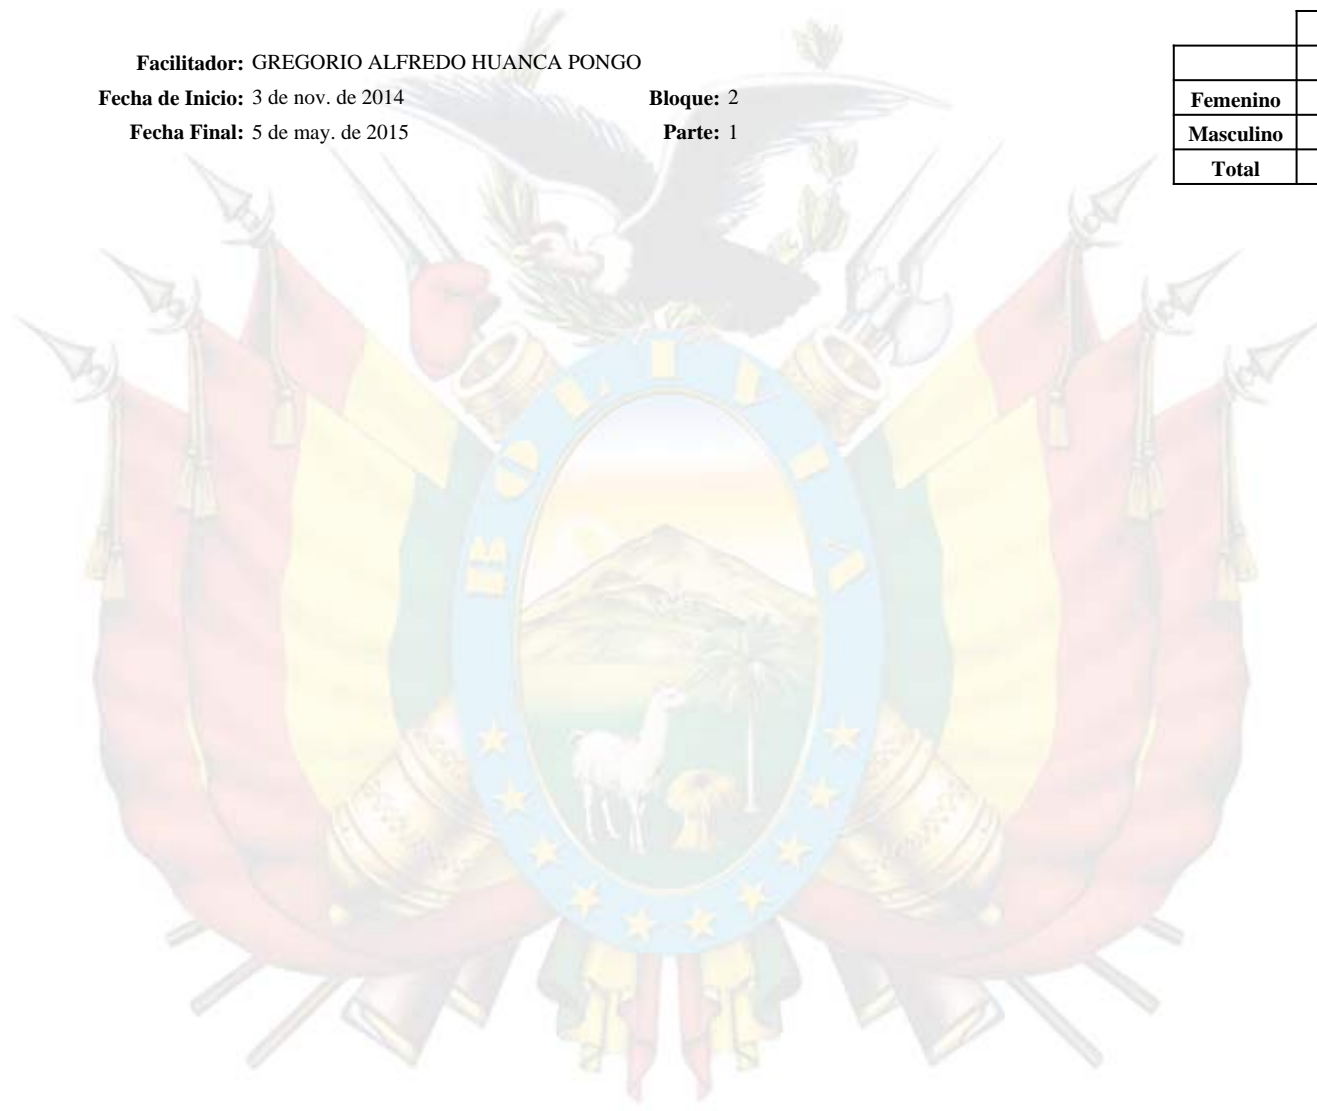 Facilitador: GREGORIO ALFREDO HUANCA PONGO
Fecha de Inicio: 3 de nov. de 2014 Bloque: 2
Fecha Final: 5 de may. de 2015 Parte: 1
Femenino
Masculino
Total
BOLIVIA